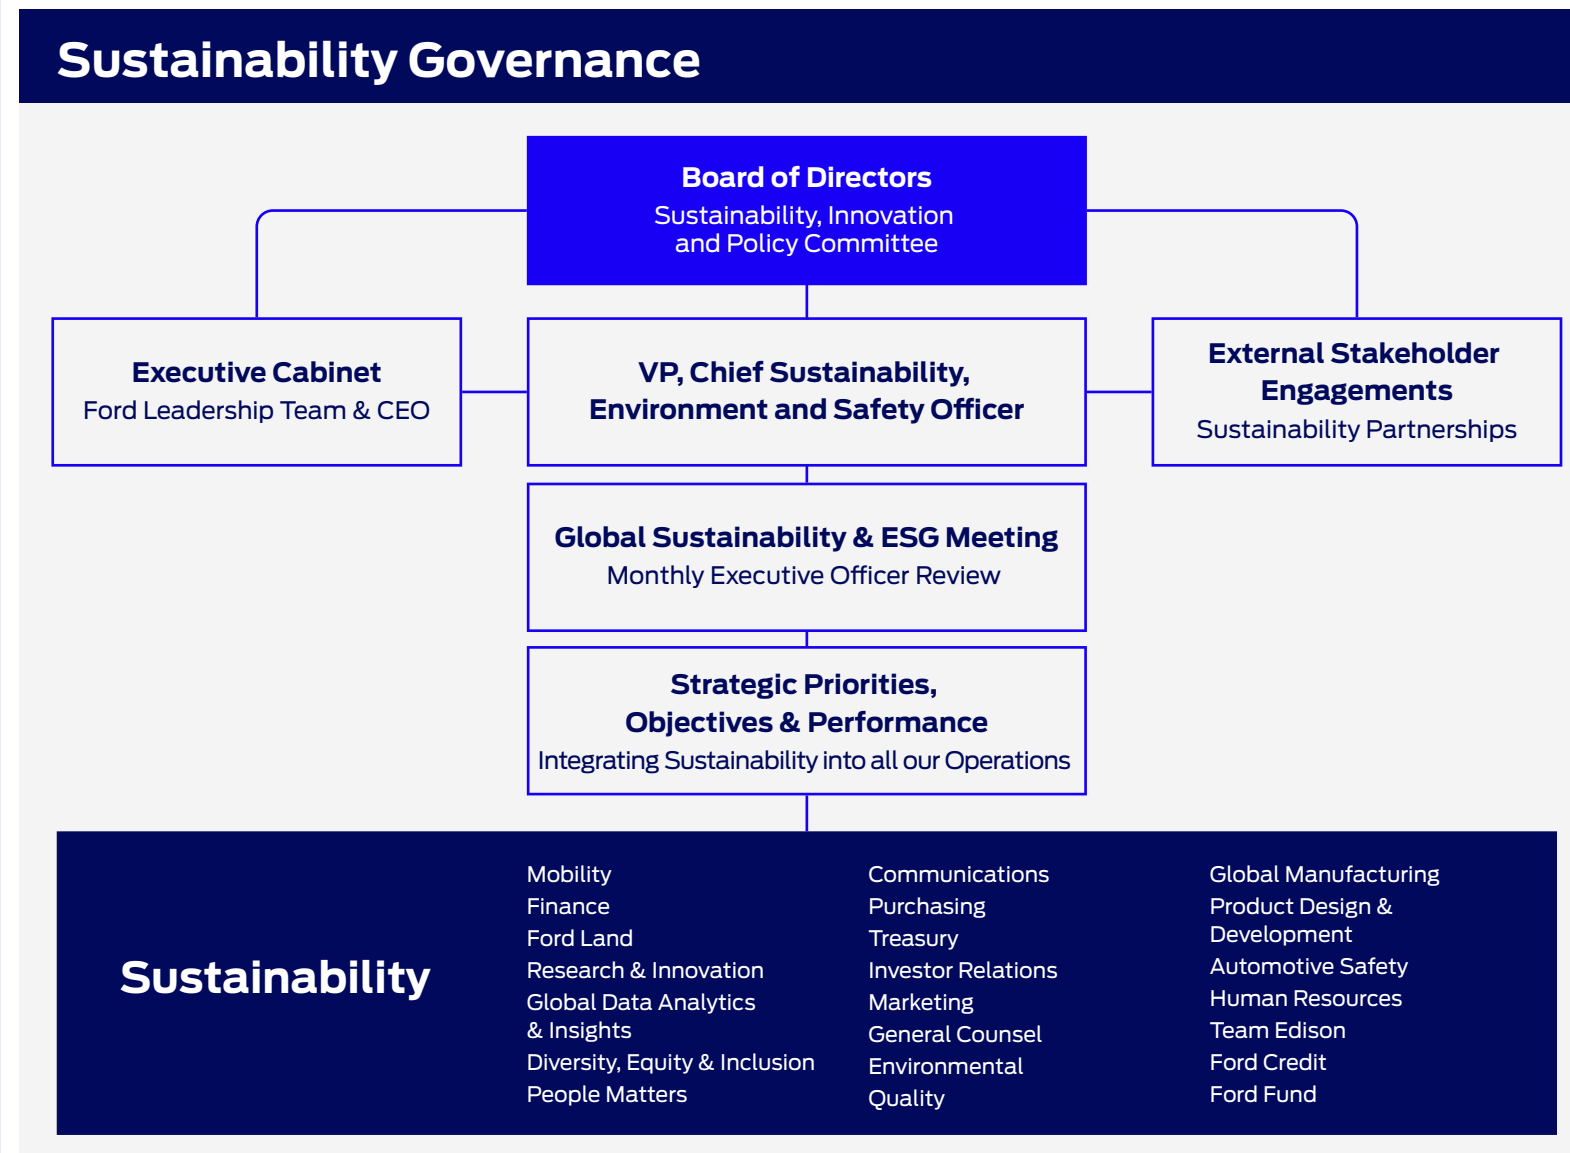 Sustainability Governance
Board of Directors
Sustainability, Innovation
and Policy Committee
Executive Cabinet
Ford Leadership Team & CEO
VP, Chief Sustainability,
Environment and Safety Officer
External Stakeholder
Engagements
Sustainability Partnerships
Global Sustainability & ESG Meeting
Monthly Executive Officer Review
Strategic Priorities,
Objectives & Performance
Integrating Sustainability into all our Operations
Sustainability
Mobility
Finance
Ford Land
Research & Innovation
Global Data Analytics
& Insights
Diversity, Equity & Inclusion
People Matters
Communications
Purchasing
Treasury
Investor Relations
Marketing
General Counsel
Environmental
Quality
Global Manufacturing
Product Design &
Development
Automotive Safety
Human Resources
Team Edison
Ford Credit
Ford Fund